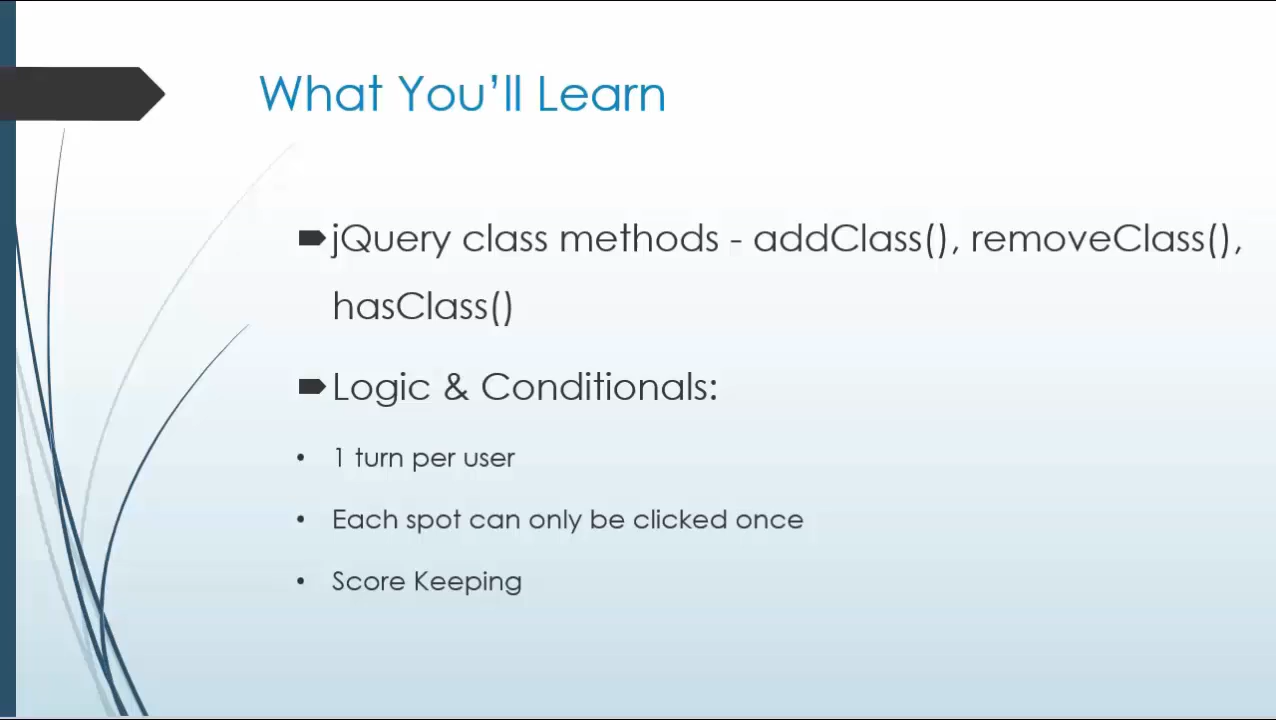 What You’ll Learn
jQuery class methods - addClass(), removeClass(),
hasClass()
Logic & Conditionals:
• 1 turn per user
• Each spot can only be clicked once
• Score Keeping